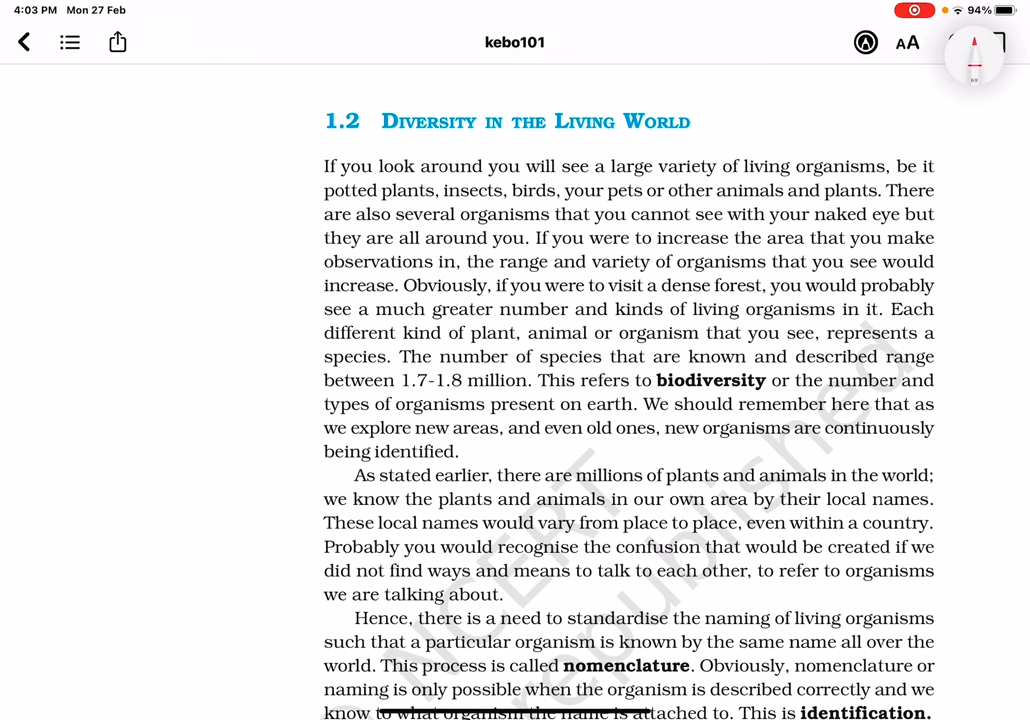 4:03 PM Mon 27 Feb
94%
kebo101
AA
1.2 DIVERSITY IN THE LIVING WORLD
If you look around you will see a large variety of living organisms, be it
potted plants, insects, birds, your pets or other animals and plants. There
are also several organisms that you cannot see with your naked eye but
they are all around you. If you were to increase the area that you make
observations in, the range and variety of organisms that you see would
increase. Obviously, if you were to visit a dense forest, you would probably
see a much greater number and kinds of living organisms in it. Each
different kind of plant, animal or organism that you see, represents a
species. The number of species that are known and described range
between 1.7-1.8 million. This refers to biodiversity or the number and
types of organisms present on earth. We should remember here that as
we explore new areas, and even old ones, new organisms are continuously
being identified.
As stated earlier, there are millions of plants and animals in the world;
we know the plants and animals in our own area by their local names.
These local names would vary from place to place, even within a country.
Probably you would recognise the confusion that would be created if we
did not find ways and means to talk to each other, to refer to organisms
we are talking about.
Hence, there is a need to standardise the naming of living organisms
such that a particular organism is known by the same name all over the
world. This process is called nomenclature. Obviously, nomenclature or
naming is only possible when the organism is described correctly and we
know to what organism the name is attached to. This is identification.
NCERT
republished